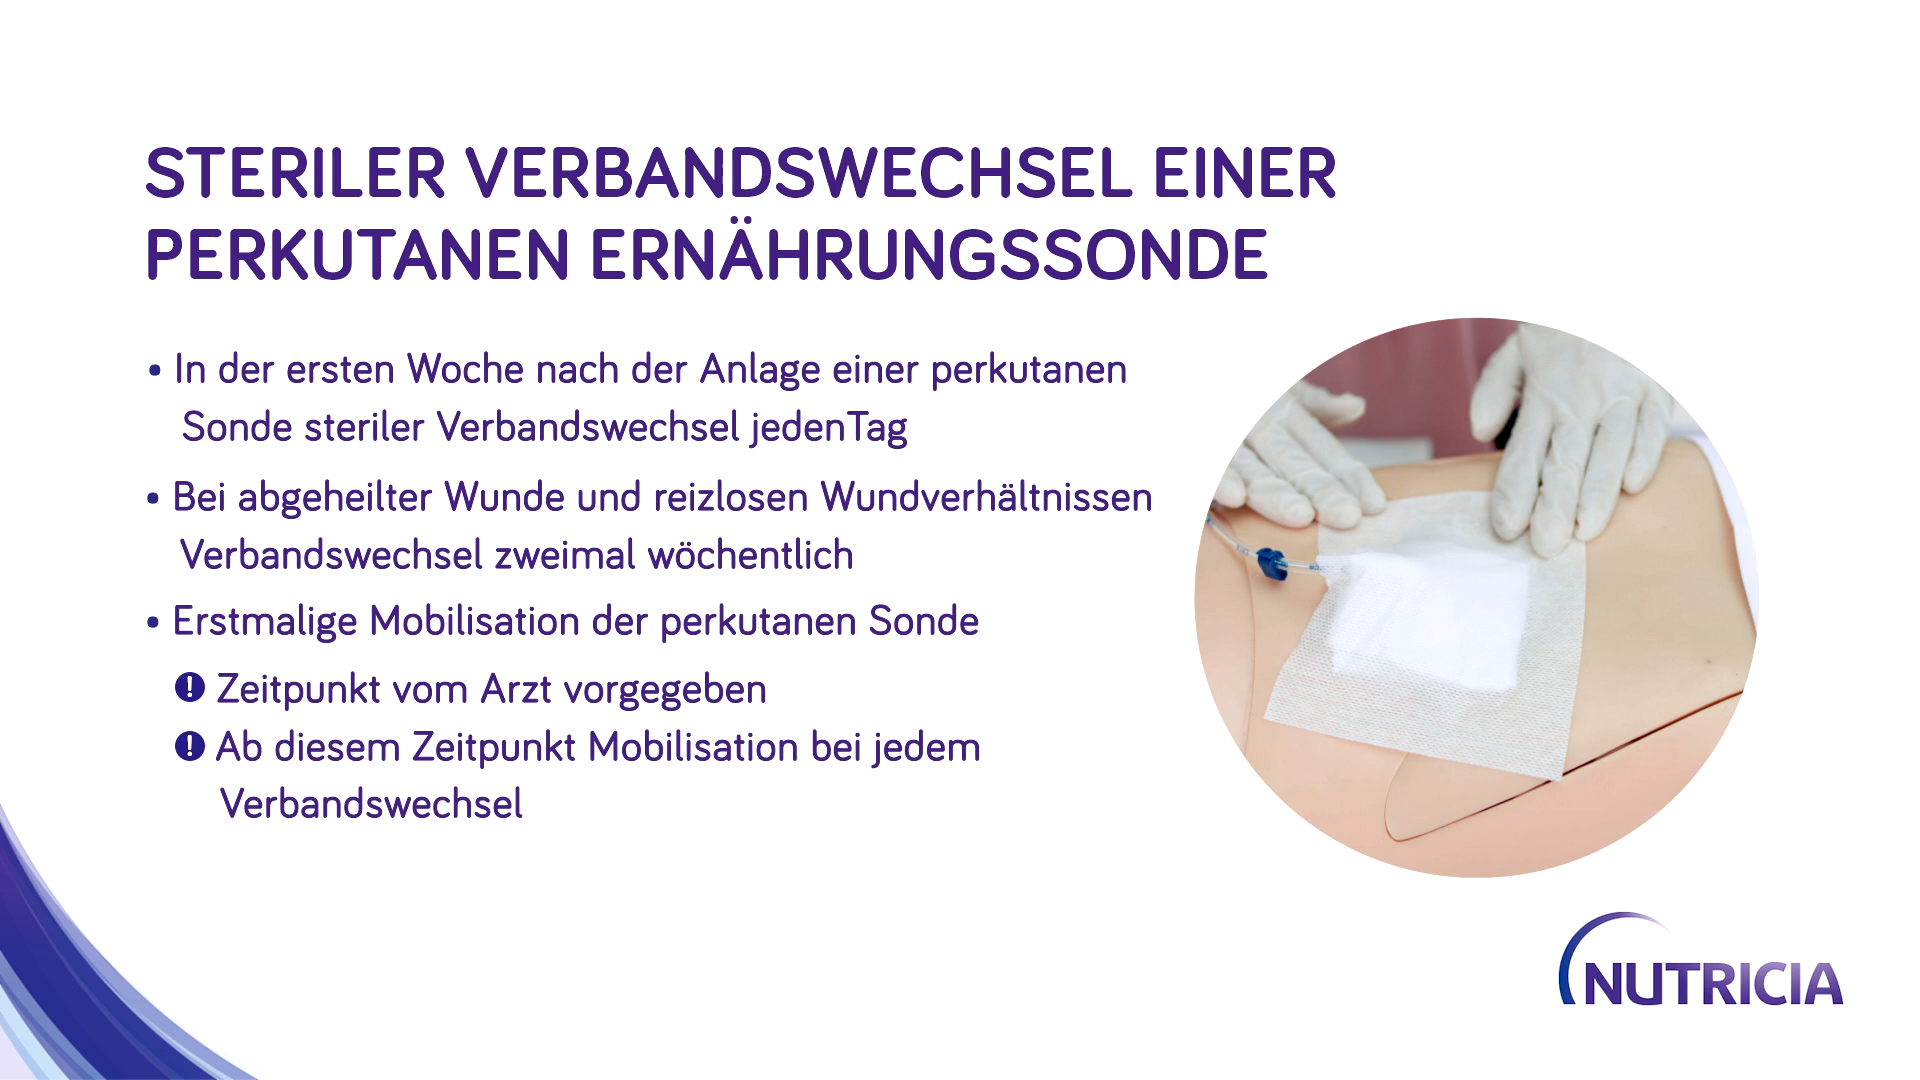 STERILER VERBANDSWECHSEL EINER
PERKUTANEN ERNÄHRUNGSSONDE
• In der ersten Woche nach der Anlage einer perkutanen
Sonde steriler Verbandswechsel jedenTag
• Bei abgeheilter Wunde und reizlosen Wundverhältnissen
Verbandswechsel zweimal wöchentlich
• Erstmalige Mobilisation der perkutanen Sonde
! Zeitpunkt vom Arzt vorgegeben
! Ab diesem Zeitpunkt Mobilisation bei jedem
Verbandswechsel
NUTRICIA